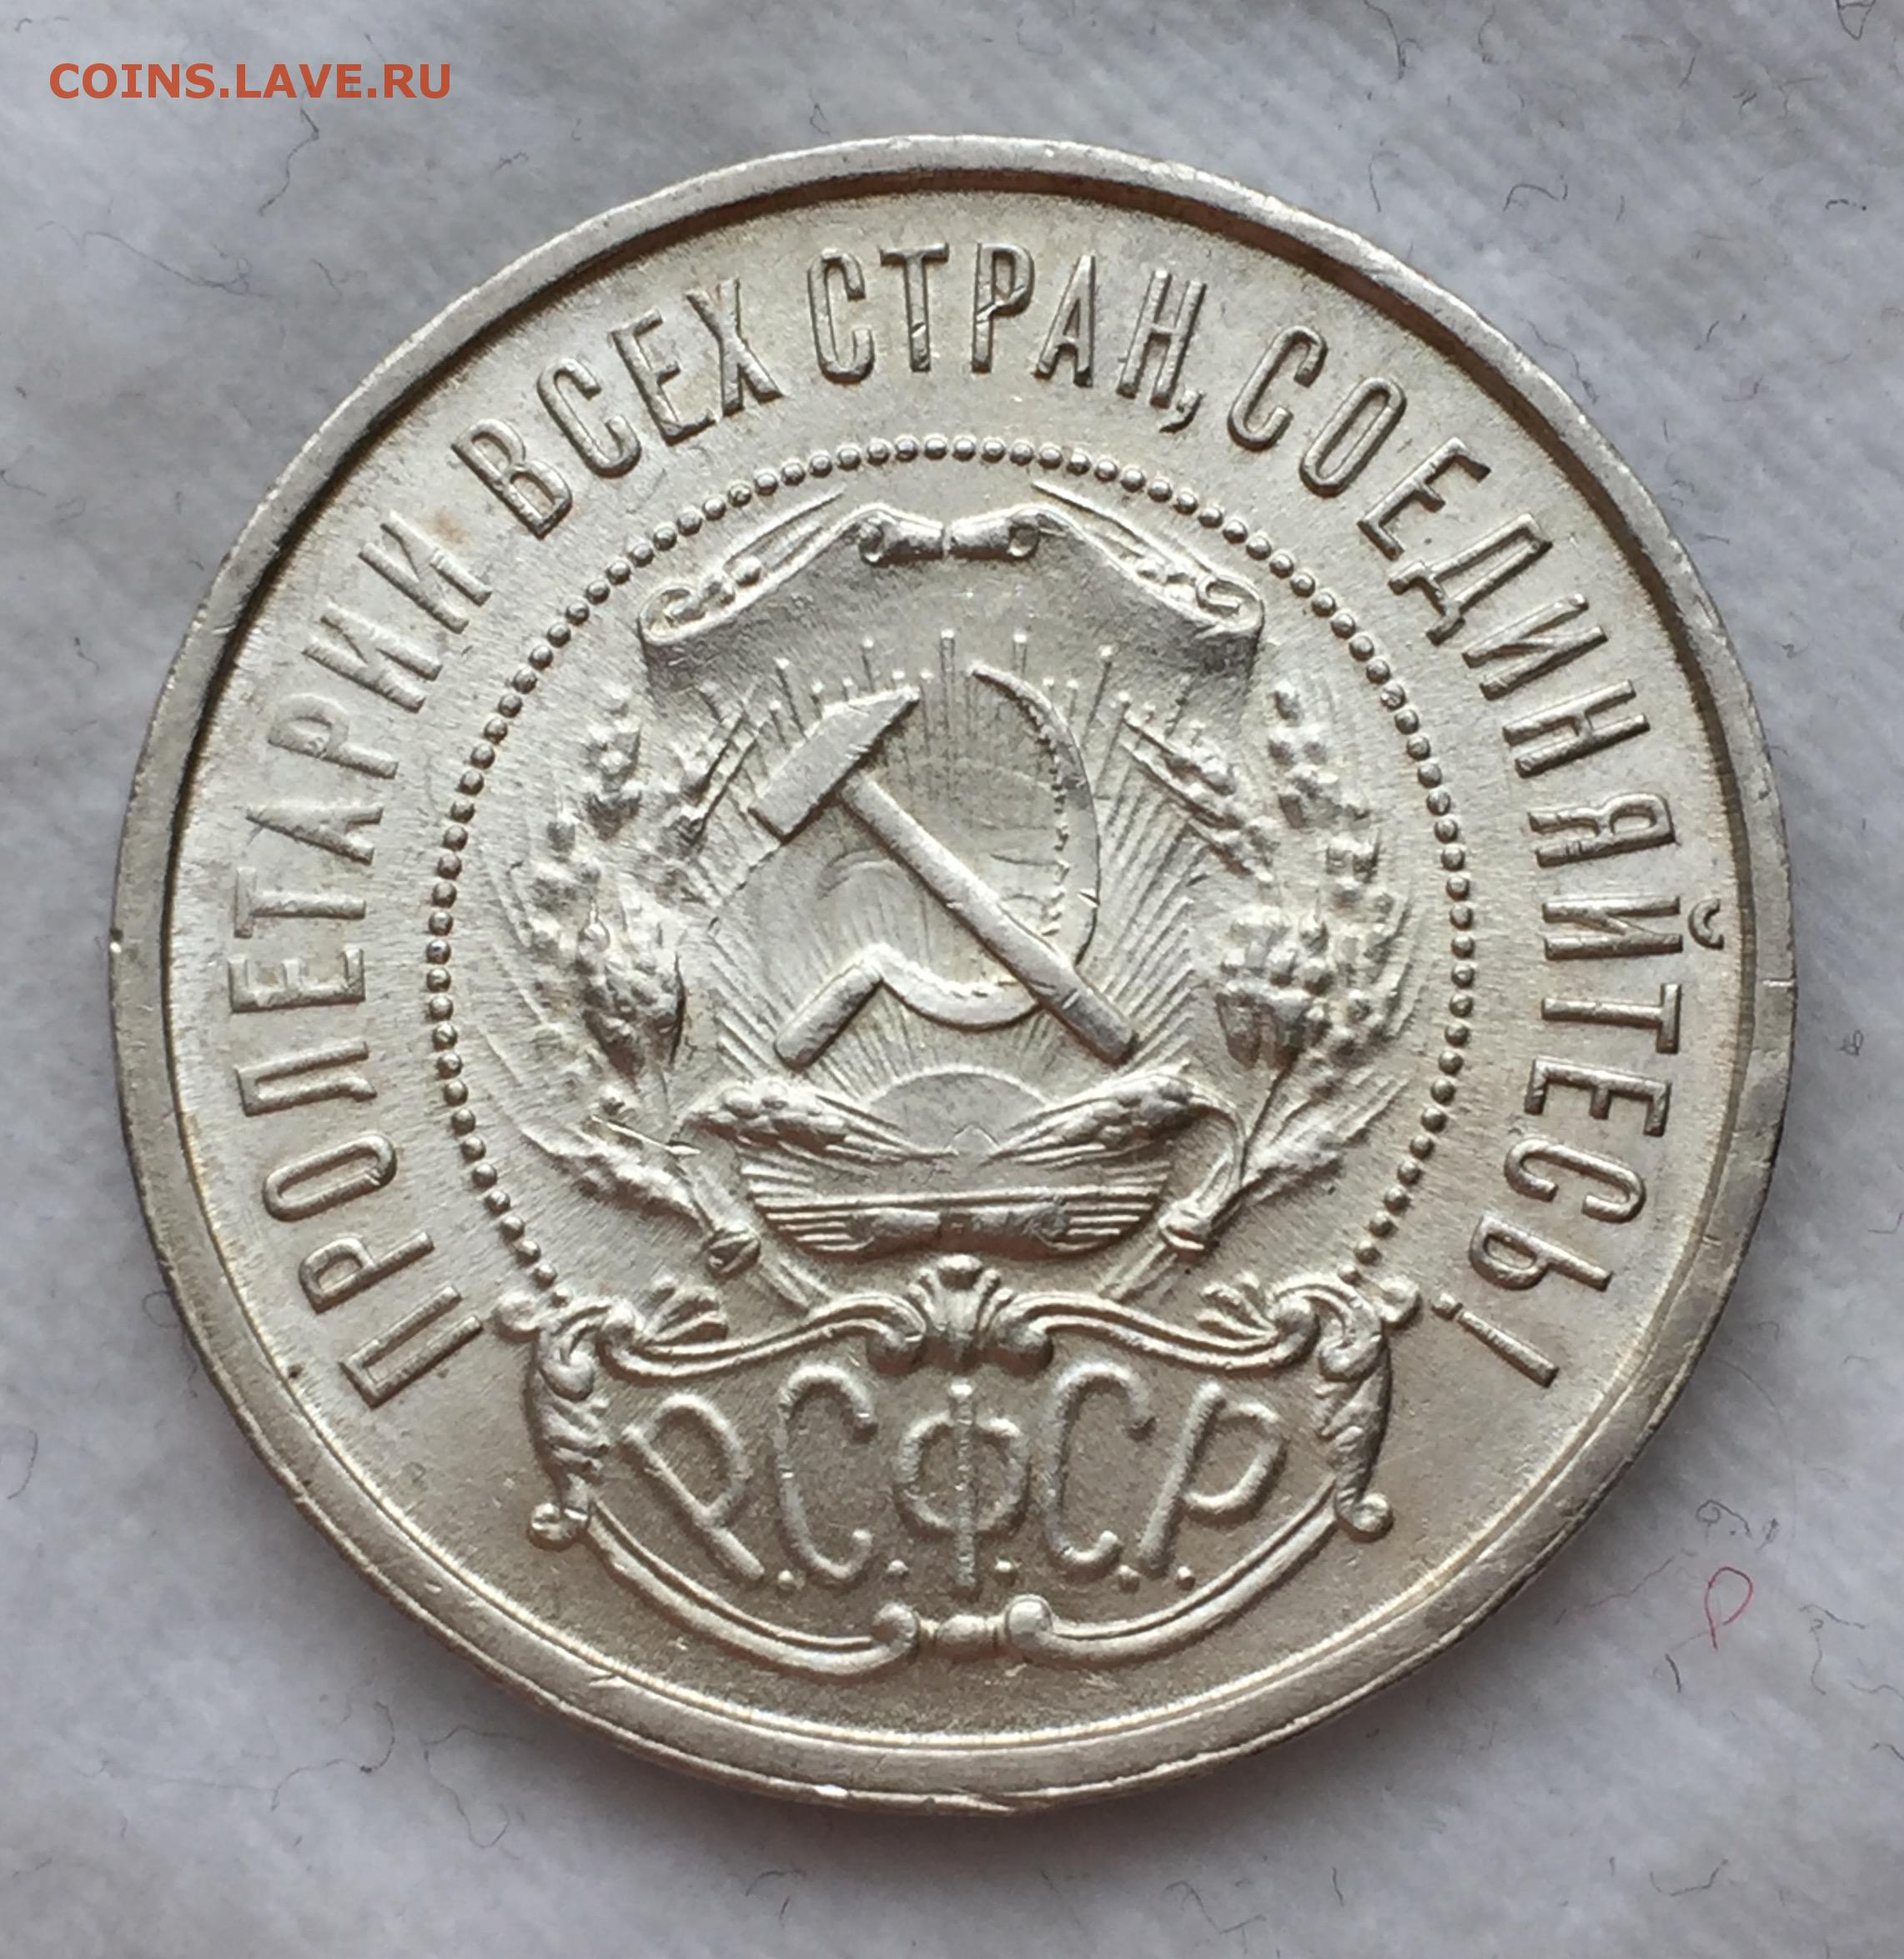 COINS.LAVE.RU
ПРОЛЕТАРИИ ВСЕХ СТРАН, СОЕДИНЯЙТЕСЬ!
Р.С.Ф.С.Р.